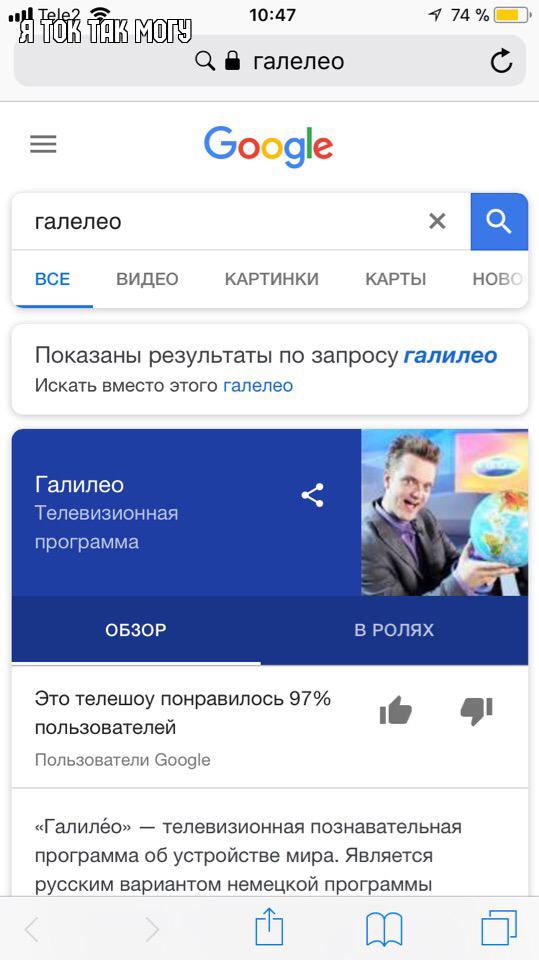 Tele2 10:47 74 %
Я ТОК ТАК МОГУ
галелео
Google
галелео
ВСЕ ВИДЕО КАРТИНКИ КАРТЫ НОВО
Показаны результаты по запросу галилео
Искать вместо этого галелео
Галилео
Телевизионная
программа
ОБЗОР В РОЛЯХ
Это телешоу понравилось 97%
пользователей
Пользователи Google
«Галиле́о» — телевизионная познавательная
программа об устройстве мира. Является
русским вариантом немецкой программы